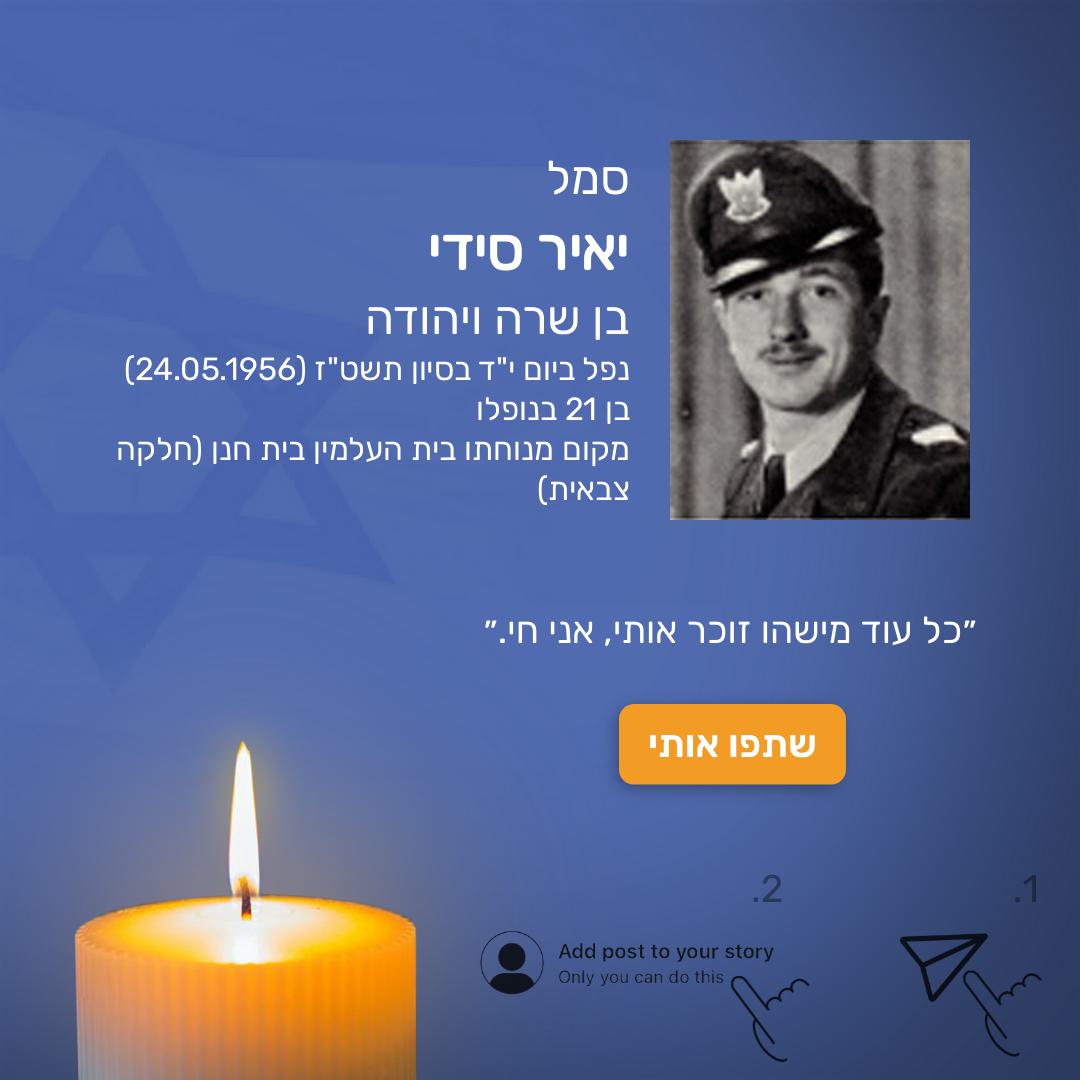 סמל
יאיר סידי
בן שרה ויהודה
נפל ביום י"ד בסיון תשט"ז (24.05.1956)
בן 21 בנופלו
מקום מנוחתו בית העלמין בית חנן (חלקה
צבאית)
״כל עוד מישהו זוכר אותי, אני חי.״
שתפו אותי
1.
2.
Add post to your story
Only you can do this